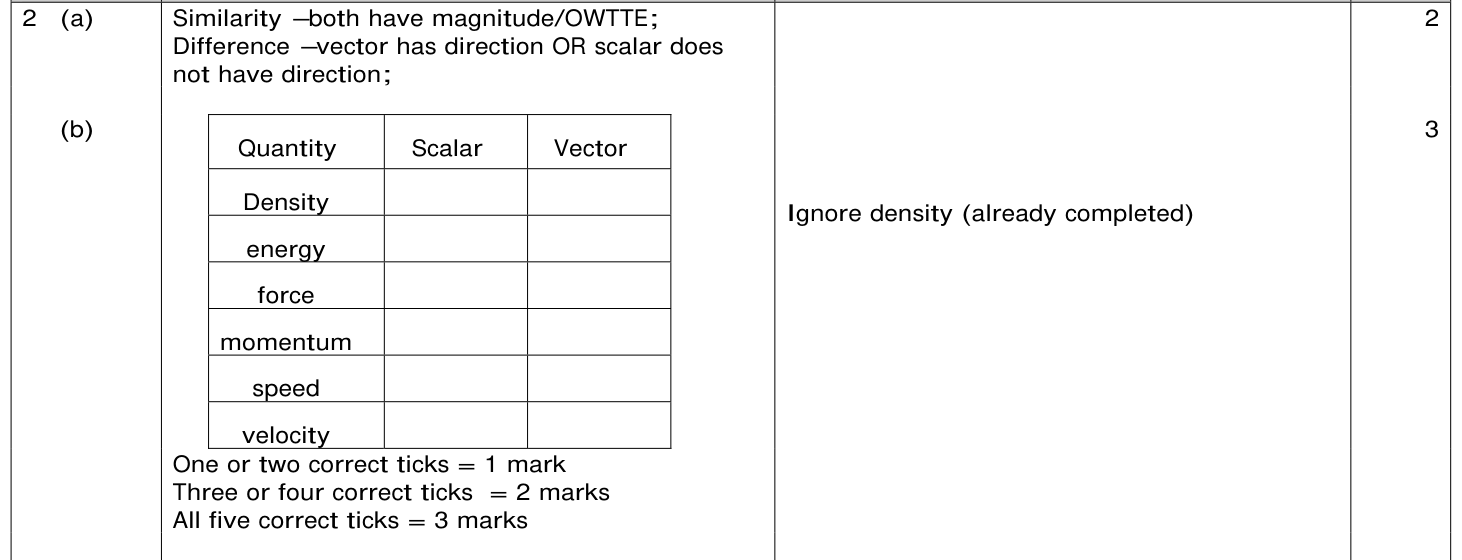 2 (a) Similarity –both have magnitude/OWTTE; 2
Difference –vector has direction OR scalar does
not have direction;
(b) 3
Quantity Scalar Vector
Density
Ignore density (already completed)
energy
force
momentum
speed
velocity
One or two correct ticks = 1 mark
Three or four correct ticks = 2 marks
All five correct ticks = 3 marks